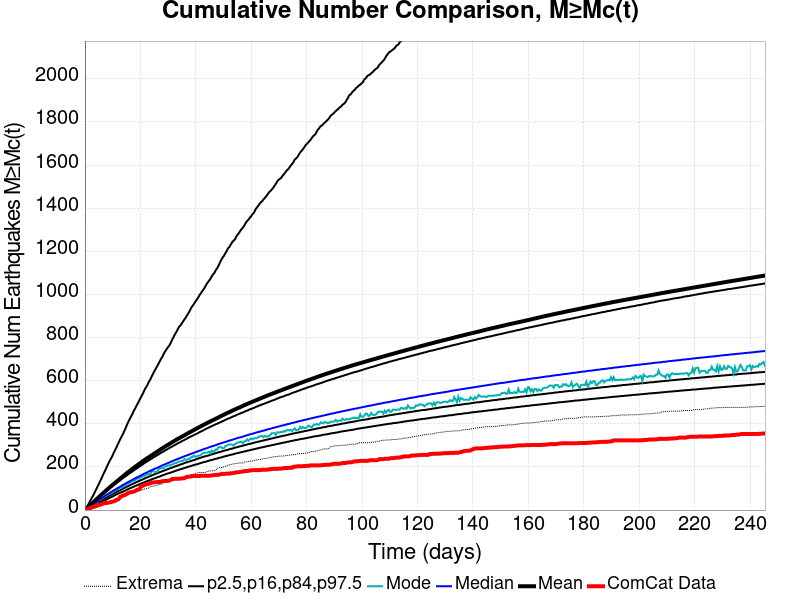 Cumulative Number Comparison, M≥Mc(t)
Cumulative Num Earthquakes M≥Mc(t)
2000
1800
1600
1400
1200
1000
800
600
400
200
0
0 20 40 60 80 100 120 140 160 180 200 220 240
Time (days)
Extrema p2.5,p16,p84,p97.5 Mode Median Mean ComCat Data